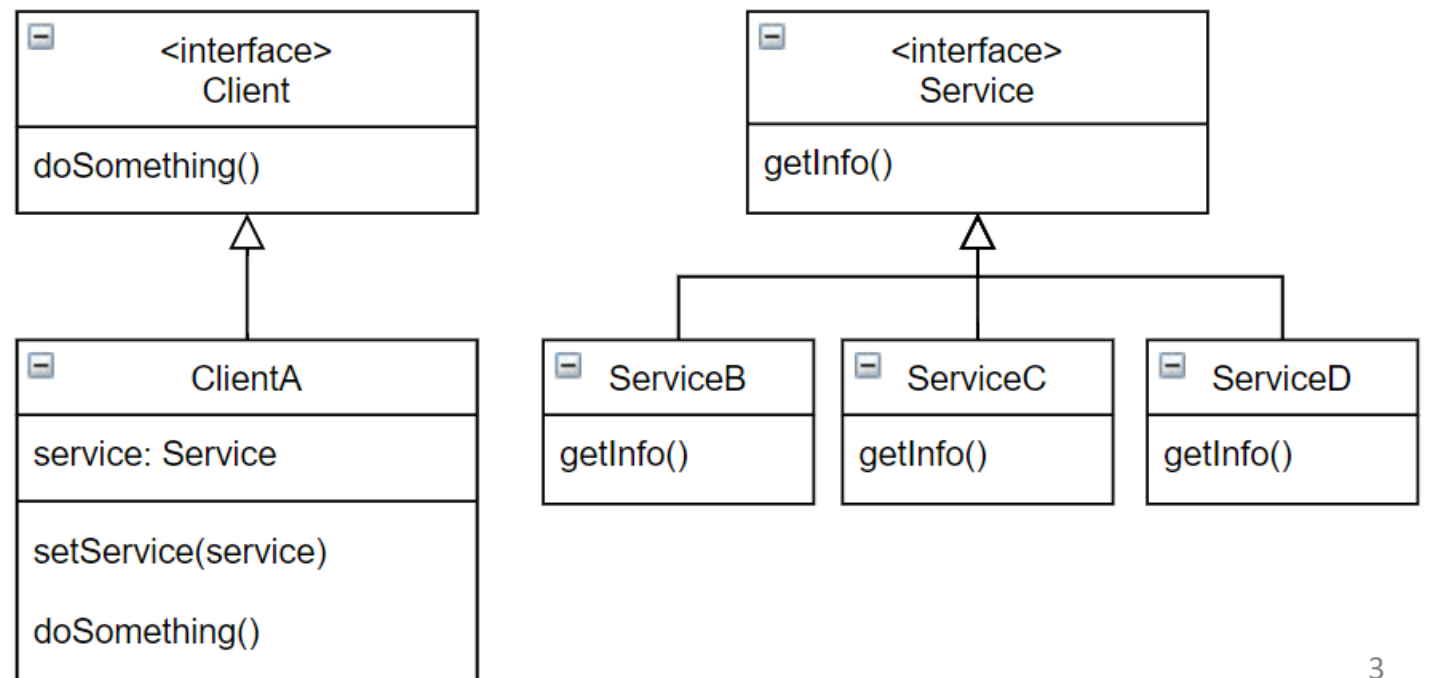 <interface>
Client
doSomething()
<interface>
Service
getInfo()
ClientA
service: Service
setService(service)
doSomething()
ServiceB
getInfo()
ServiceC
getInfo()
ServiceD
getInfo()
3